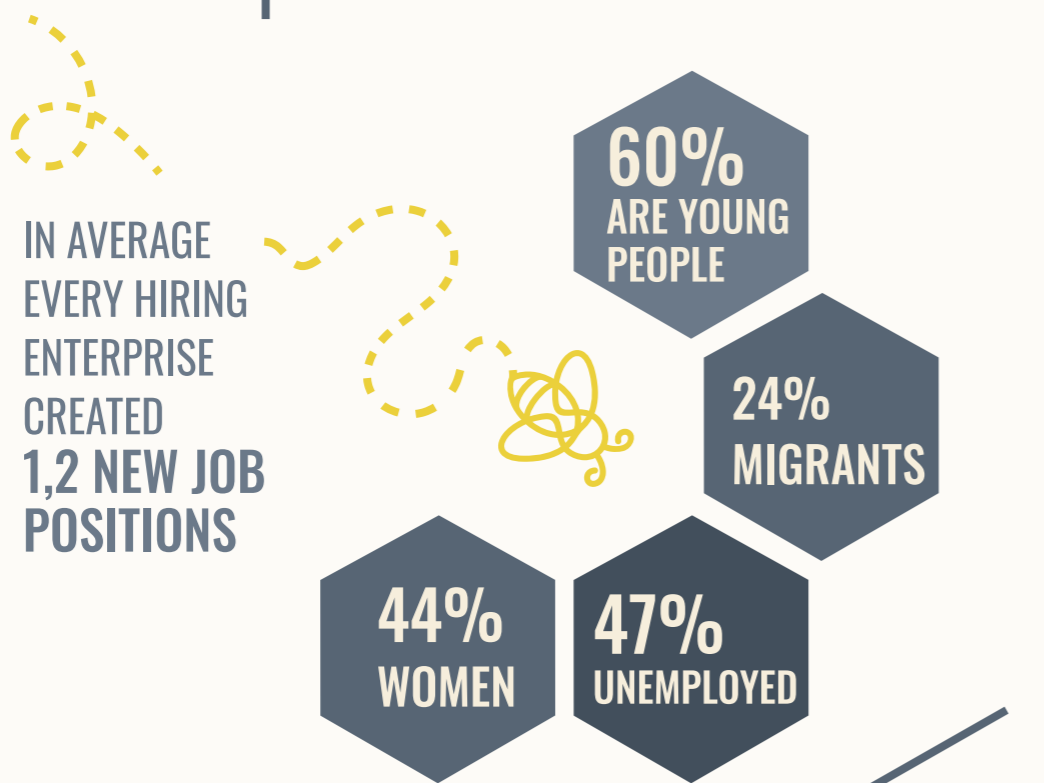 IN AVERAGE
EVERY HIRING
ENTERPRISE
CREATED
1,2 NEW JOB
POSITIONS
60%
ARE YOUNG
PEOPLE
24%
MIGRANTS
44%
WOMEN
47%
UNEMPLOYED